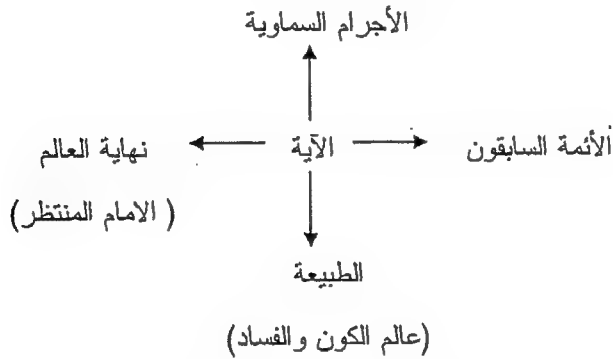 الأجرام السماوية
الأئمة السابقون
الآية
نهاية العالم
( الامام المنتظر)
الطبيعة
(عالم الكون والفساد)